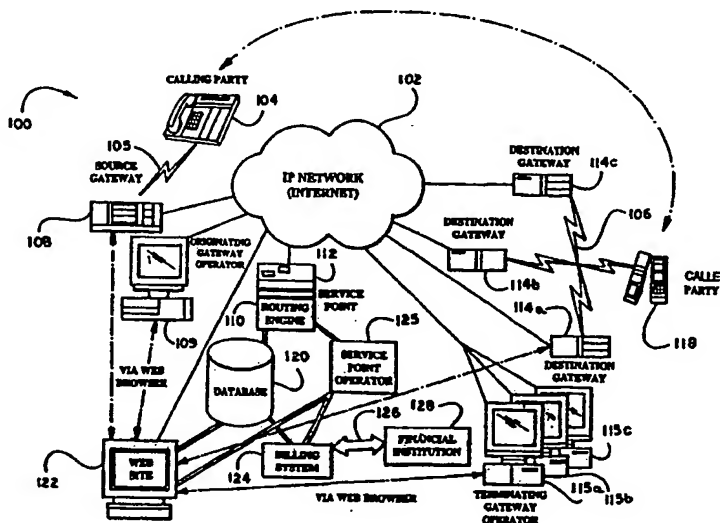 CALLING PARTY
104
102
100
105
SOURCE
GATEWAY
DESTINATION
GATEWAY
114c
IP NETWORK
(INTERNET)
106
108
ORIGINATING
GATEWAY
OPERATOR
DESTINATION
GATEWAY
112
114b
CALLE
PARTY
SERVICE
POINT
114a
110
ROUTING
ENGINE
118
109
125
DESTINATION
GATEWAY
120
SERVICE
POINT
OPERATOR
VIA WEB
BROWSER
DATABASE
126
128
115c
122
WEB
SITE
BILLING
SYSTEM
FINANCIAL
INSTITUTION
124
115a
115b
VIA WEB BROWSER
TERMINATING
GATEWAY
OPERATOR